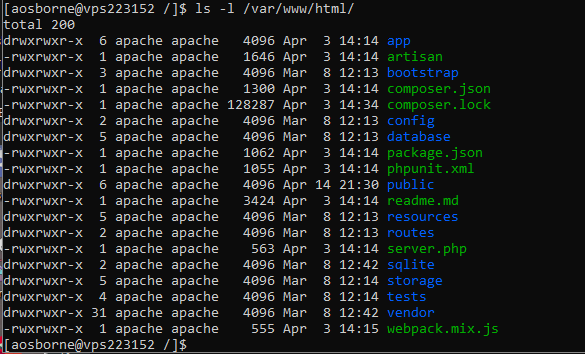 [aosborne@vps223152 /]$ ls -l /var/www/html/
total 200
drwxrwxr-x  6 apache apache   4096 Apr  3 14:14 app
-rwxrwxr-x  1 apache apache   1646 Apr  3 14:14 artisan
drwxrwxr-x  3 apache apache   4096 Mar  8 12:13 bootstrap
-rwxrwxr-x  1 apache apache   1300 Apr  3 14:14 composer.json
-rwxrwxr-x  1 apache apache 128287 Apr  3 14:34 composer.lock
drwxrwxr-x  2 apache apache   4096 Mar  8 12:13 config
drwxrwxr-x  5 apache apache   4096 Mar  8 12:13 database
-rwxrwxr-x  1 apache apache   1062 Apr  3 14:14 package.json
-rwxrwxr-x  1 apache apache   1055 Apr  3 14:14 phpunit.xml
drwxrwxr-x  6 apache apache   4096 Apr 14 21:30 public
-rwxrwxr-x  1 apache apache   3424 Apr  3 14:14 readme.md
drwxrwxr-x  5 apache apache   4096 Mar  8 12:13 resources
drwxrwxr-x  2 apache apache   4096 Mar  8 12:13 routes
-rwxrwxr-x  1 apache apache    563 Apr  3 14:14 server.php
drwxrwxr-x  2 apache apache   4096 Mar  8 12:42 sqlite
drwxrwxr-x  5 apache apache   4096 Mar  8 12:14 storage
drwxrwxr-x  4 apache apache   4096 Mar  8 12:14 tests
drwxrwxr-x 31 apache apache   4096 Mar  8 12:42 vendor
-rwxrwxr-x  1 apache apache    555 Apr  3 14:15 webpack.mix.js
[aosborne@vps223152 /]$